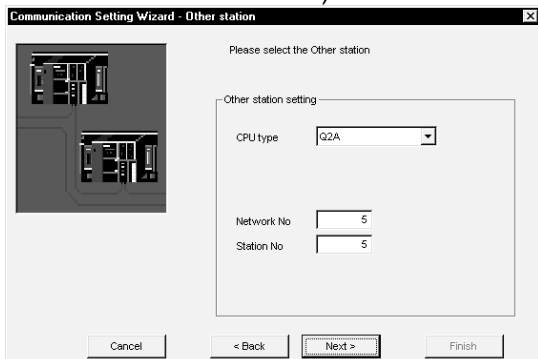 Communication Setting Wizard - Other station
Please select the Other station
Other station setting
CPU type Q2A
Network No 5
Station No 5
Cancel < Back Next > Finish